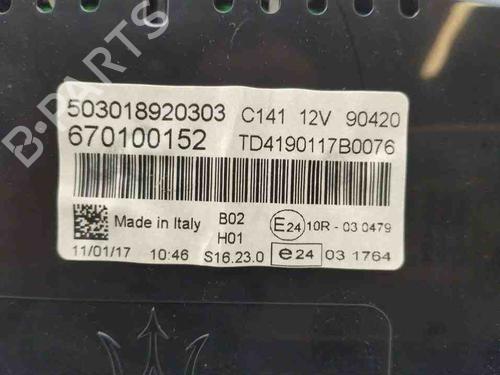 B-PARTS
503018920303 C141 12V 90420
670100152 TD4190117B0076
Made in Italy B02 E24 10R - 03 0479
H01
11/01/17 10:46 S16.23.0 e24 03 1764